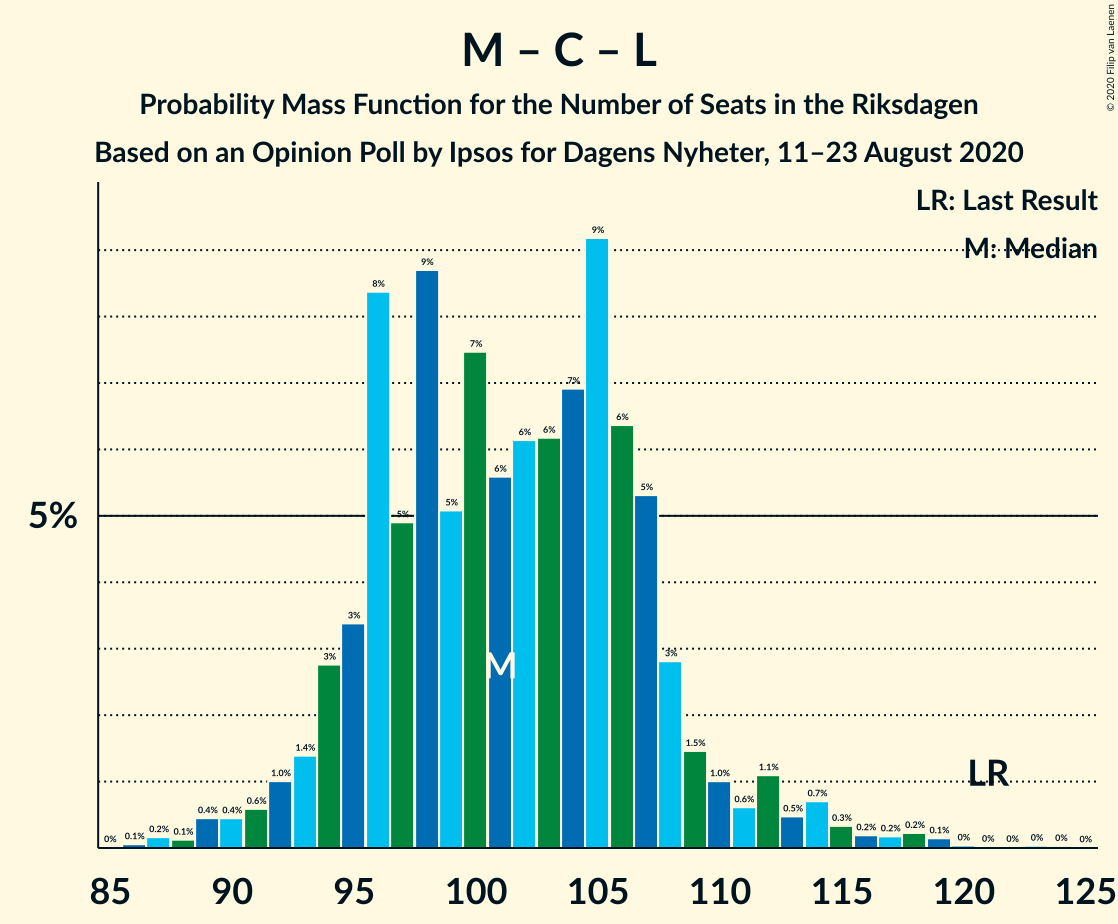 M – C – L
Probability Mass Function for the Number of Seats in the Riksdagen
Based on an Opinion Poll by Ipsos for Dagens Nyheter, 11–23 August 2020
© 2020 Filip van Laenen
LR: Last Result
M: Median
5%
0% 0.1% 0.2% 0.1% 0.4% 0.4% 0.6% 1.0% 1.4% 3% 3% 8% 5% 9% 5% 7% 6% 6% 6% 7% 9% 6% 5% 3% 1.5% 1.0% 0.6% 1.1% 0.5% 0.7% 0.3% 0.2% 0.2% 0.2% 0.1% 0% 0% 0% 0% 0% 0%
M
LR
85 90 95 100 105 110 115 120 125